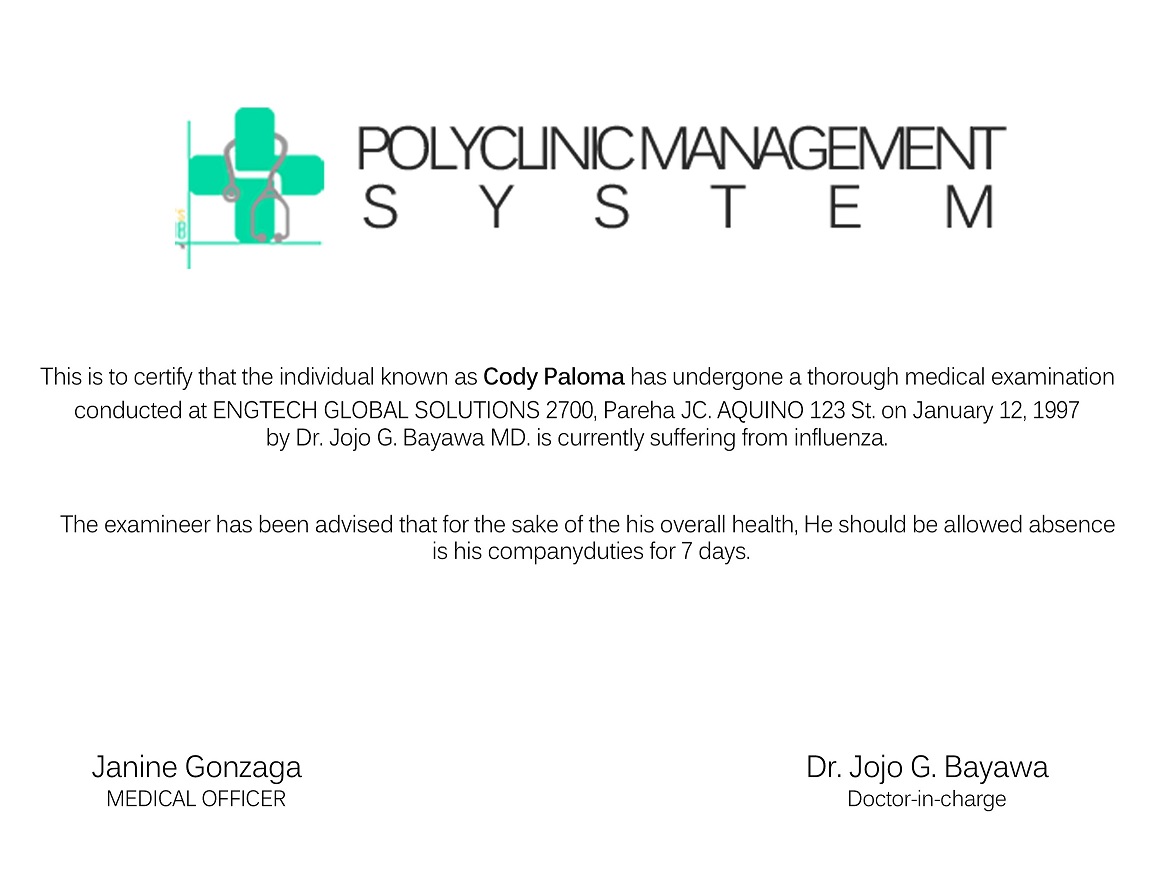 POLYCLINIC MANAGEMENT
SYSTEM
This is to certify that the individual known as Cody Paloma has undergone a thorough medical examination
conducted at ENGTECH GLOBAL SOLUTIONS 2700, Pareha JC. AQUINO 123 St. on January 12, 1997
by Dr. Jojo G. Bayawa MD. is currently suffering from influenza.
The examineer has been advised that for the sake of the his overall health, He should be allowed absence
is his companyduties for 7 days.
Janine Gonzaga
MEDICAL OFFICER
Dr. Jojo G. Bayawa
Doctor-in-charge